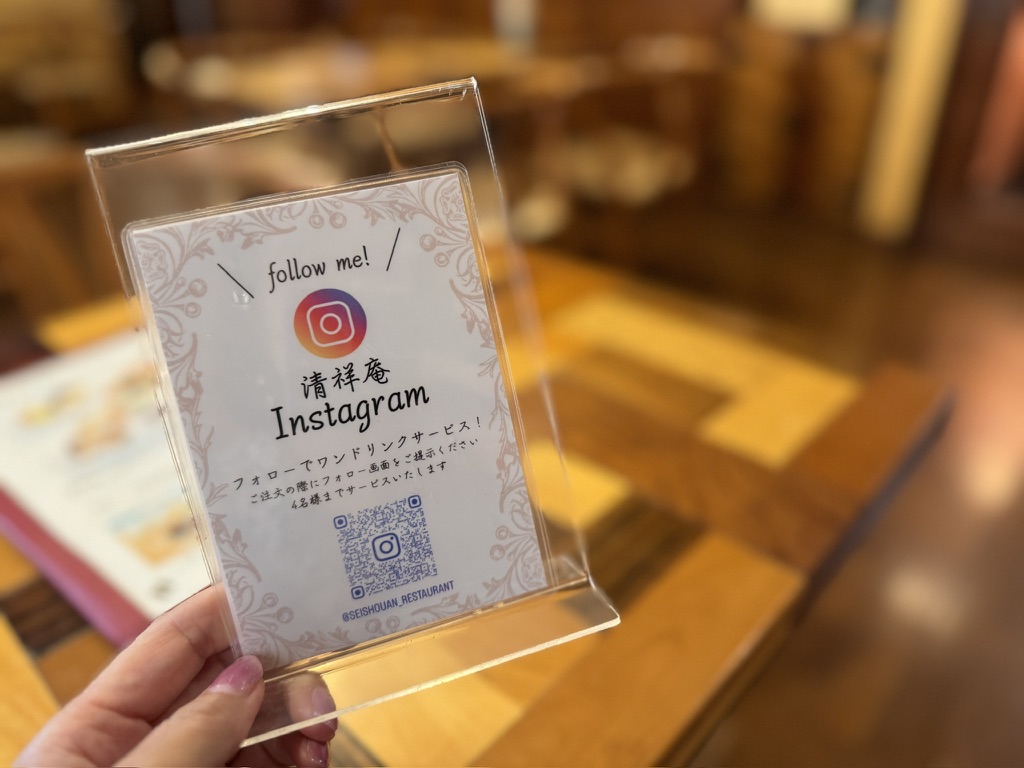 follow me!
清祥庵
Instagram
フォローでワンドリンクサービス!
ご注文の際にフォロー画面をご提示ください
4名様までサービスいたします
@SEISHOUAN_RESTAURANT